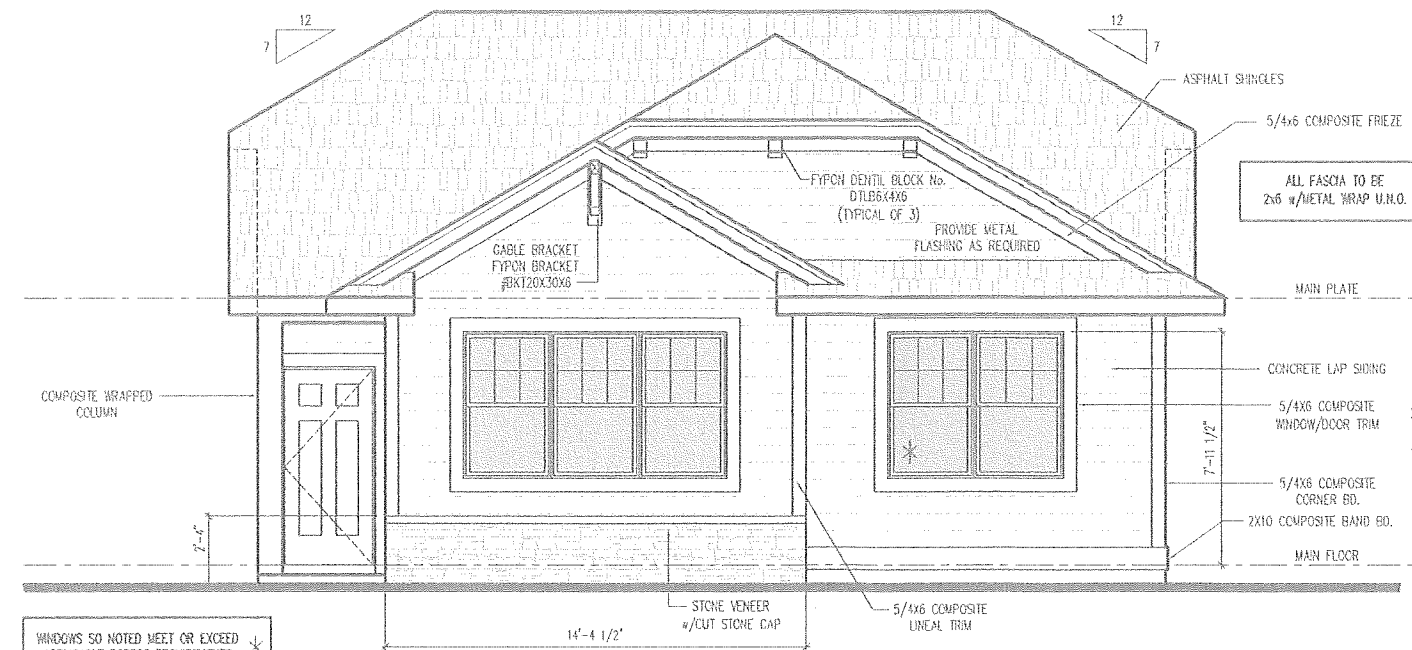 12
7
12
7
ASPHALT SHINGLES
5/4x6 COMPOSITE FRIEZE
ALL FASCIA TO BE
2x6 w/METAL WRAP U.N.O.
FYPON DENTIL BLOCK No.
DTLB6X4X6
(TYPICAL OF 3)
PROVIDE METAL
FLASHING AS REQUIRED
GABLE BRACKET
FYPON BRACKET
#BKT20X30X6
MAIN PLATE
COMPOSITE WRAPPED
COLUMN
CONCRETE LAP SIDING
5/4X6 COMPOSITE
WINDOW/DOOR TRIM
7'-11 1/2"
5/4X6 COMPOSITE
CORNER BD.
2X10 COMPOSITE BAND BD.
2'-4"
MAIN FLOOR
STONE VENEER
w/CUT STONE CAP
5/4X6 COMPOSITE
LINEAL TRIM
14'-4 1/2"
WINDOWS SO NOTED MEET OR EXCEED